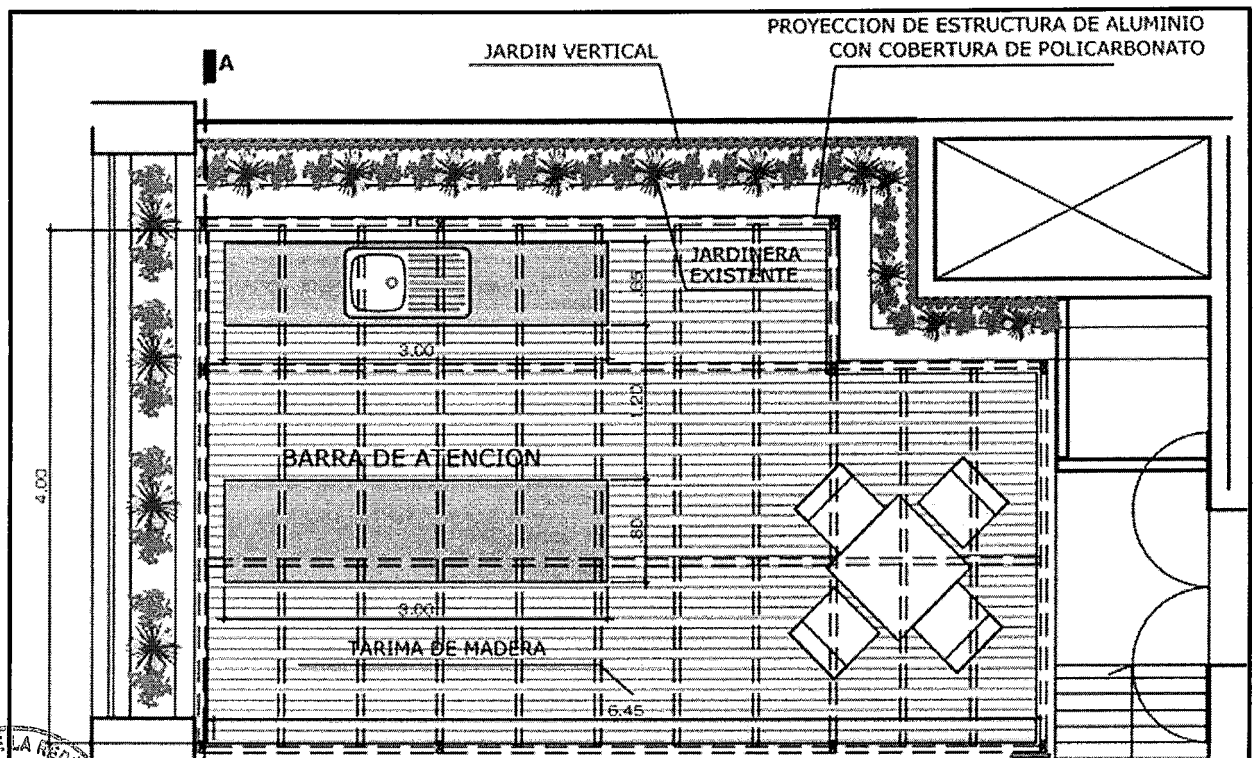 PROYECCION DE ESTRUCTURA DE ALUMINIO
CON COBERTURA DE POLICARBONATO
JARDIN VERTICAL
A
JARDINERA
EXISTENTE
.65
3.00
1.20
BARRA DE ATENCION
4.00
.80
3.00
TARIMA DE MADERA
6.45
E LA